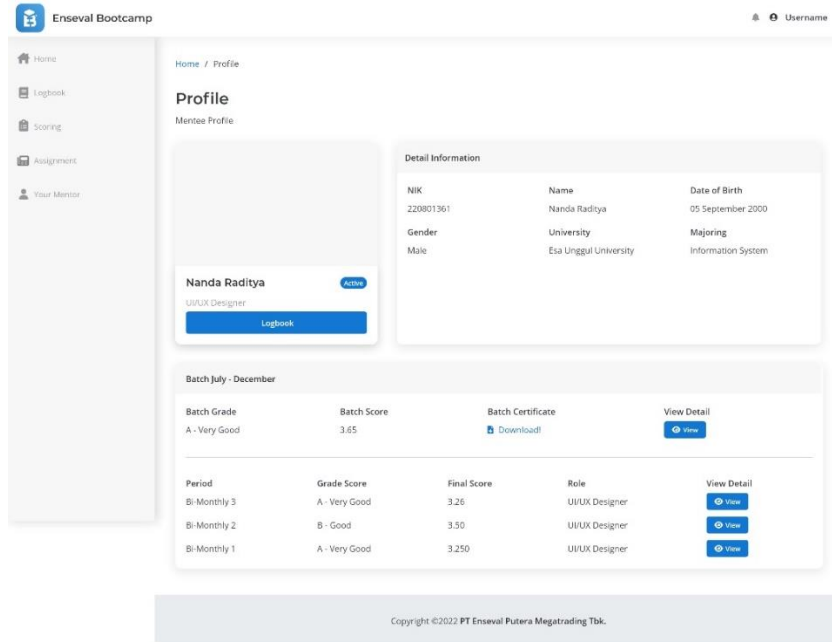 Enseval Bootcamp
Username
Home
Logbook
Scoring
Assignment
Your Mentor
Home / Profile
Profile
Mentee Profile
Nanda Raditya Active
UI/UX Designer
Logbook
Detail Information
NIK Name Date of Birth
220801361 Nanda Raditya 05 September 2000
Gender University Majoring
Male Esa Unggul University Information System
Batch July - December
Batch Grade Batch Score Batch Certificate View Detail
A - Very Good 3.65 Download! View
Period Grade Score Final Score Role View Detail
Bi-Monthly 3 A - Very Good 3.26 UI/UX Designer View
Bi-Monthly 2 B - Good 3.50 UI/UX Designer View
Bi-Monthly 1 A - Very Good 3.250 UI/UX Designer View
Copyright ©2022 PT Enseval Putera Megatrading Tbk.